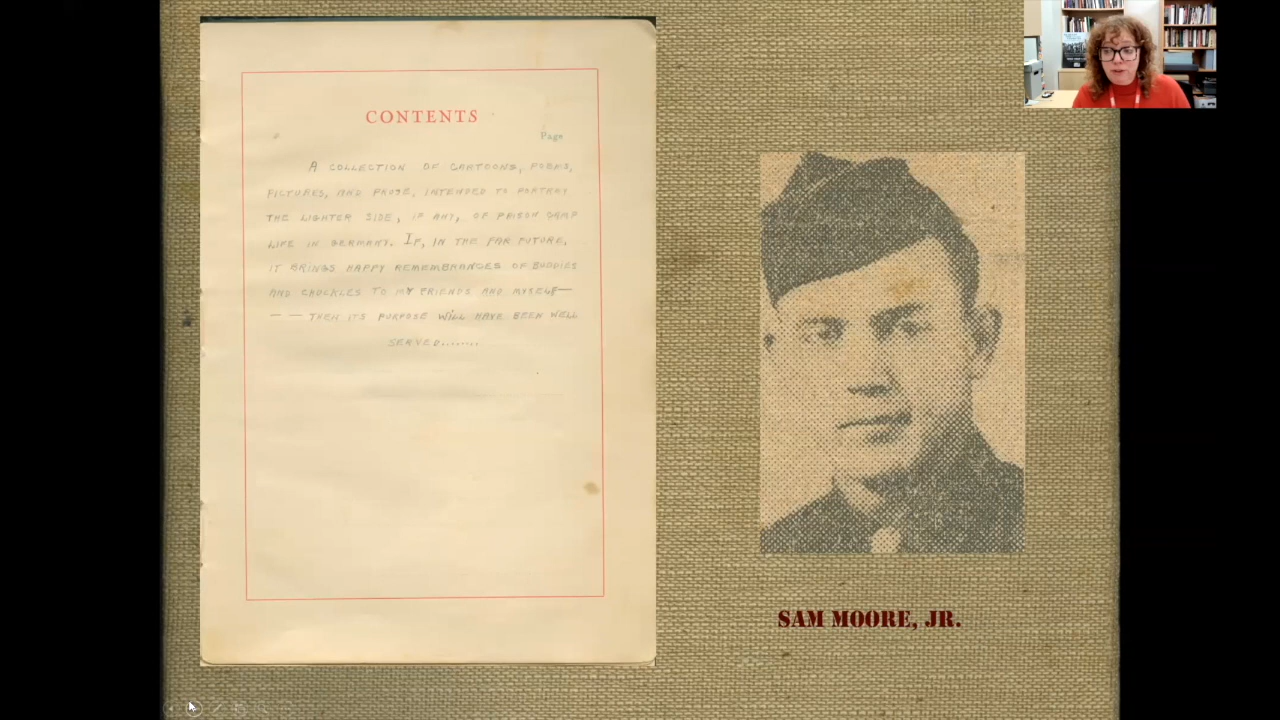 CONTENTS
Page
A COLLECTION OF CARTOONS, POEMS,
PICTURES, AND PROSE, INTENDED TO PORTRAY
THE LIGHTER SIDE, IF ANY, OF PRISON CAMP
LIFE IN GERMANY. IF, IN THE FAR FUTURE,
IT BRINGS HAPPY REMEMBRANCES OF BUDDIES
AND CHUCKLES TO MY FRIENDS AND MYSELF—
— — THEN ITS PURPOSE WILL HAVE BEEN WELL
SERVED........
SAM MOORE, JR.